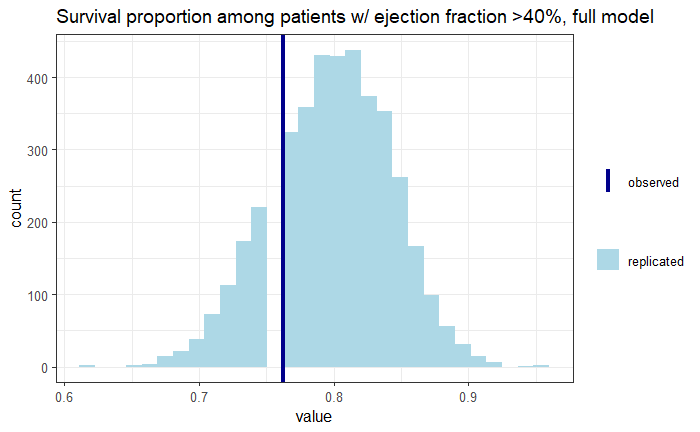 Survival proportion among patients w/ ejection fraction >40%, full model
400
300
200
100
0
count
0.6 0.7 0.8 0.9
value
observed
replicated